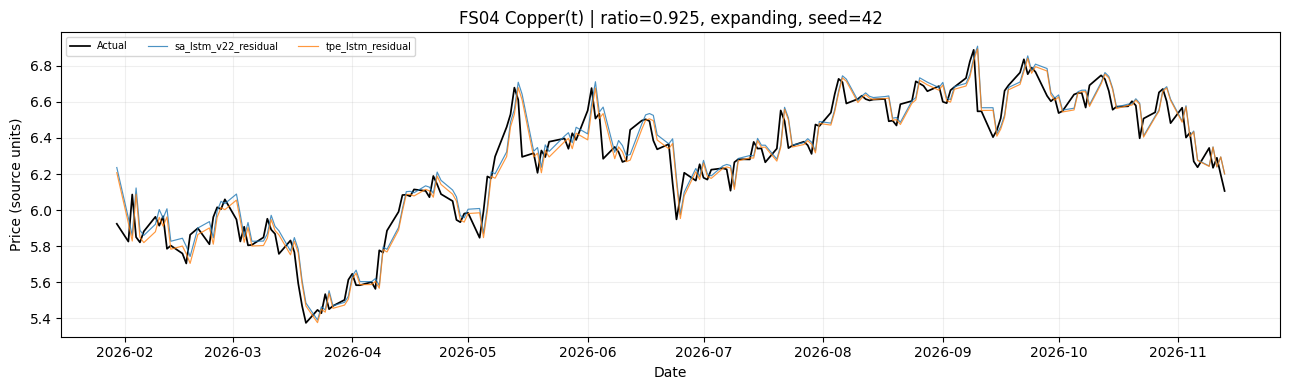 FS04 Copper(t) | ratio=0.925, expanding, seed=42
Actual sa_lstm_v22_residual tpe_lstm_residual
Price (source units)
6.8
6.6
6.4
6.2
6.0
5.8
5.6
5.4
2026-02 2026-03 2026-04 2026-05 2026-06 2026-07 2026-08 2026-09 2026-10 2026-11
Date